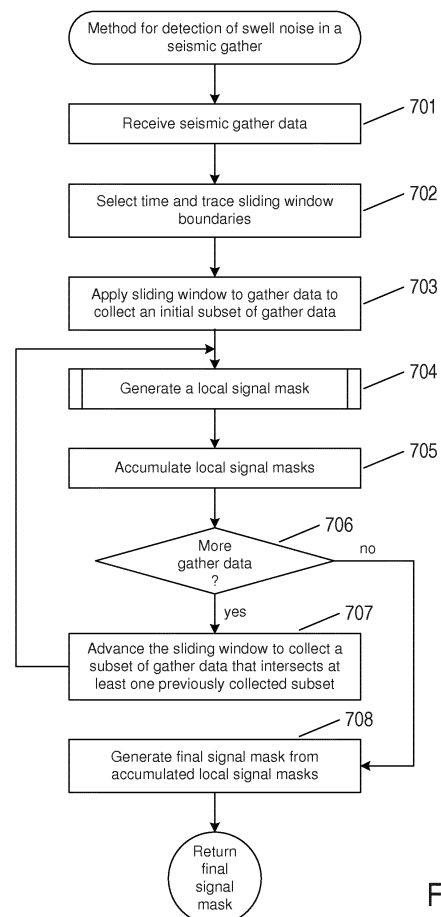 Method for detection of swell noise in a
seismic gather
701
Receive seismic gather data
702
Select time and trace sliding window
boundaries
703
Apply sliding window to gather data to
collect an initial subset of gather data
704
Generate a local signal mask
705
Accumulate local signal masks
706
More
gather data
?
no
yes
707
Advance the sliding window to collect a
subset of gather data that intersects at
least one previously collected subset
708
Generate final signal mask from
accumulated local signal masks
Return
final
signal
mask
F